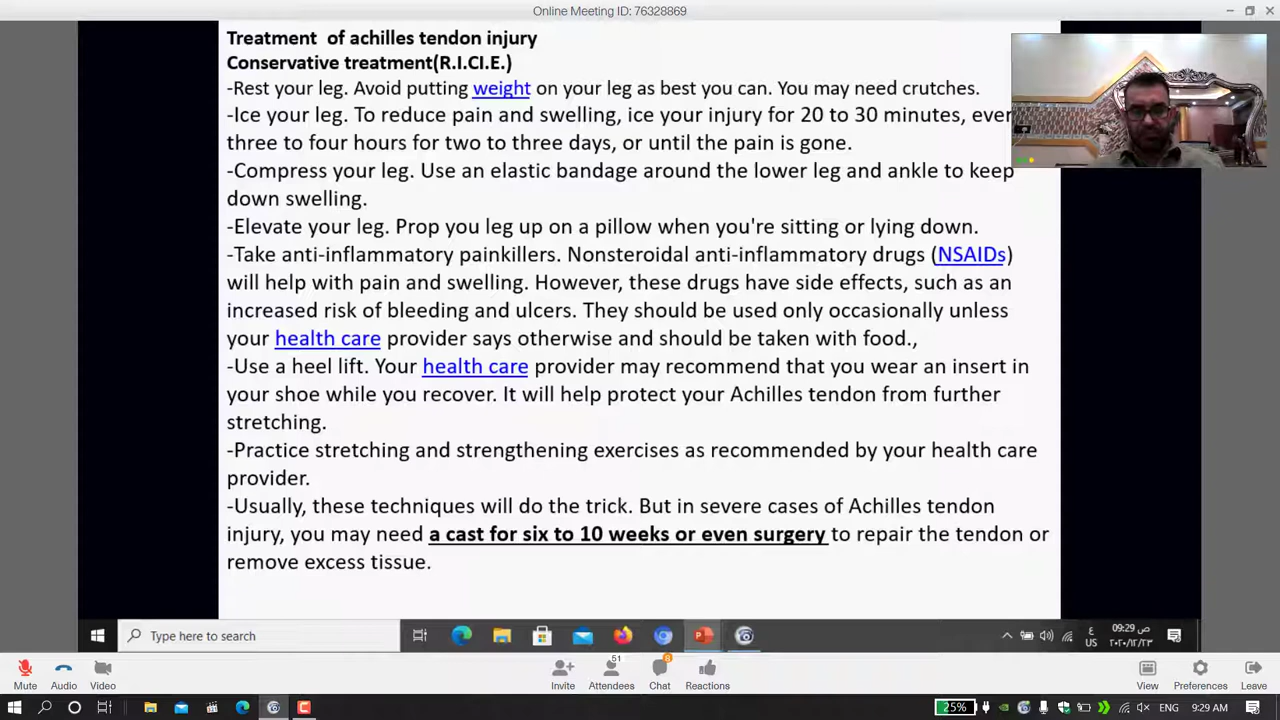 Online Meeting ID: 76328869
Treatment of achilles tendon injury
Conservative treatment(R.I.CI.E.)
-Rest your leg. Avoid putting weight on your leg as best you can. You may need crutches.
-Ice your leg. To reduce pain and swelling, ice your injury for 20 to 30 minutes, ever
three to four hours for two to three days, or until the pain is gone.
-Compress your leg. Use an elastic bandage around the lower leg and ankle to keep
down swelling.
-Elevate your leg. Prop you leg up on a pillow when you're sitting or lying down.
-Take anti-inflammatory painkillers. Nonsteroidal anti-inflammatory drugs (NSAIDs)
will help with pain and swelling. However, these drugs have side effects, such as an
increased risk of bleeding and ulcers. They should be used only occasionally unless
your health care provider says otherwise and should be taken with food.,
-Use a heel lift. Your health care provider may recommend that you wear an insert in
your shoe while you recover. It will help protect your Achilles tendon from further
stretching.
-Practice stretching and strengthening exercises as recommended by your health care
provider.
-Usually, these techniques will do the trick. But in severe cases of Achilles tendon
injury, you may need a cast for six to 10 weeks or even surgery to repair the tendon or
remove excess tissue.
Type here to search
ع
US
09:29 ص
٢٠٢٠/١٢/٢٣
51
8
Mute Audio Video Invite Attendees Chat Reactions View Preferences Leave
25% 9:29 AM